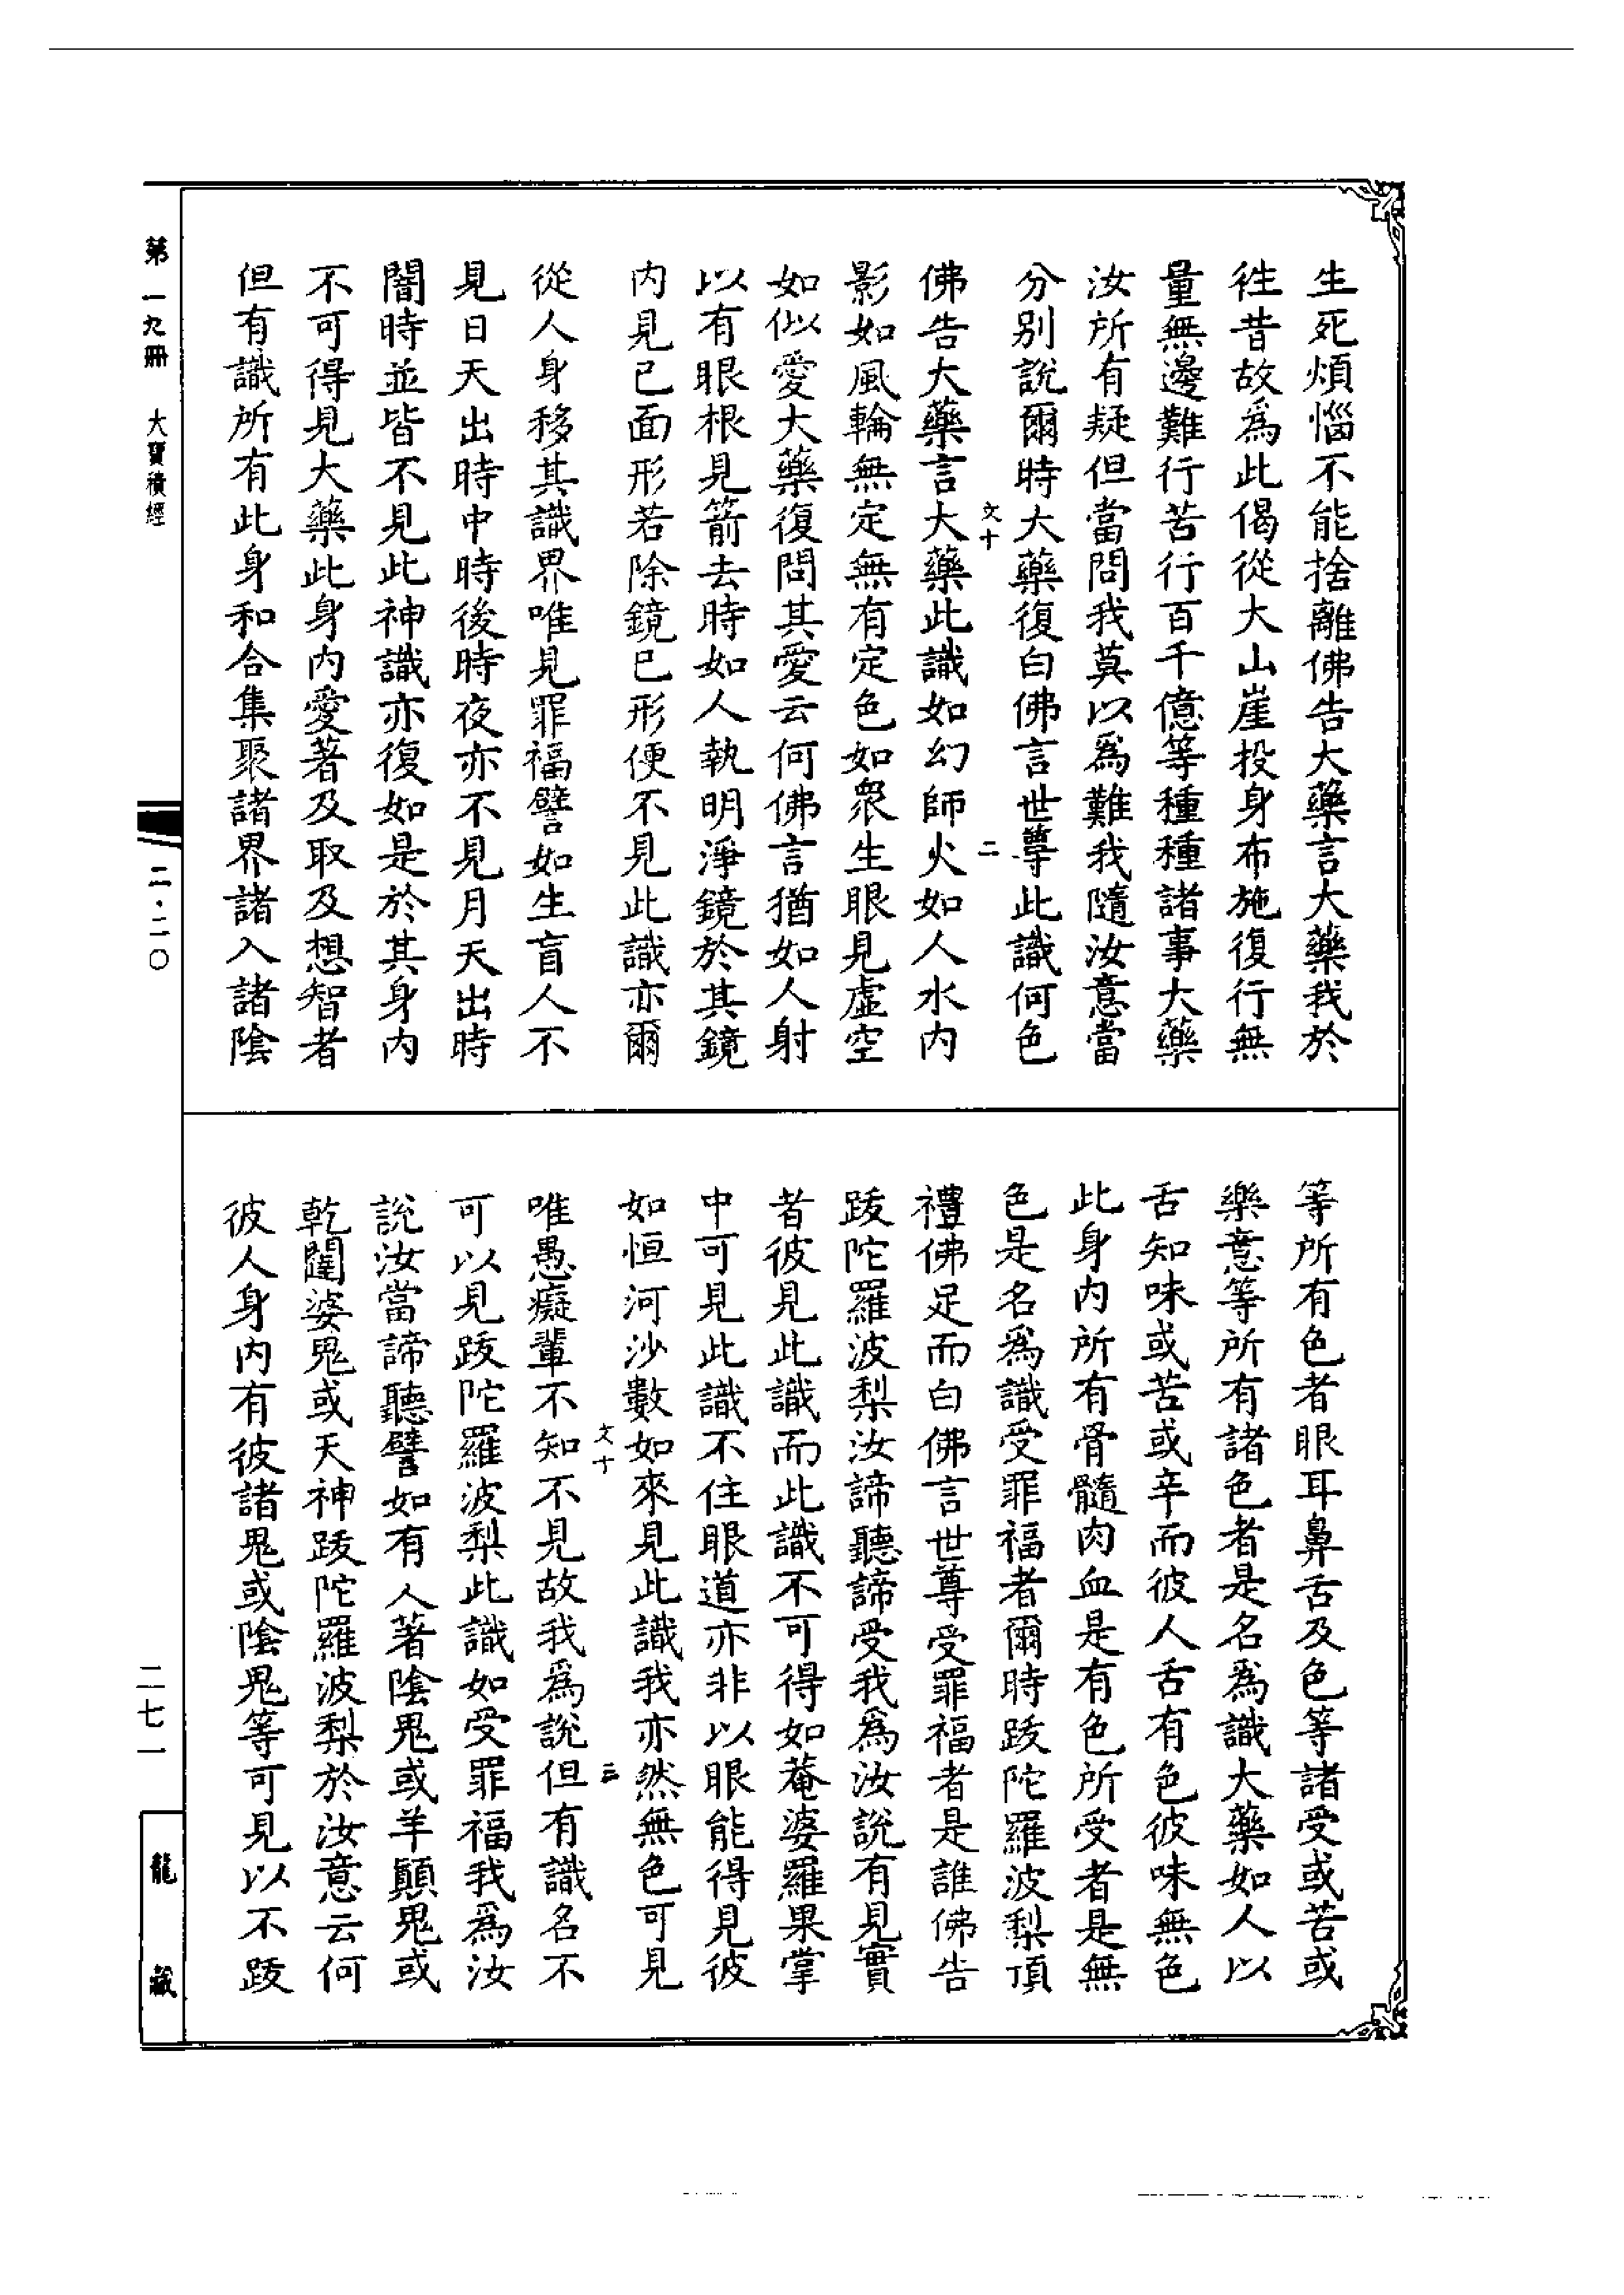 生死煩惱不能捨離佛告大藥言大藥我於
往昔故爲此偈從大山崖投身布施復行無
量無邊難行苦行百千億等種種諸事大藥
汝所有疑但當問我莫以爲難我隨汝意當
分別說爾時大藥復白佛言世尊此識何色
文十 二
佛告大藥言大藥此識如幻師火如人水內
影如風輪無定無有定色如眾生眼見虛空
如似愛大藥復問其愛云何佛言猶如人射
以有眼根見箭去時如人執明淨鏡於其鏡
内見己面形若除鏡已形便不見此識亦爾
從人身移其識界唯見罪福譬如生盲人不
見日天出時中時後時夜亦不見月天出時
闇時並皆不見此神識亦復如是於其身內
不可得見大藥此身內愛著及取及想智者
但有識所有此身和合集聚諸界諸入諸陰
等所有色者眼耳鼻舌及色等諸受或苦或
樂意等所有諸色者是名爲識大藥如人以
舌知味或苦或辛而彼人舌有色彼味無色
此身內所有骨髓肉血是有色所受者是無
色是名爲識受罪福者爾時跋陀羅波梨頂
禮佛足而白佛言世尊受罪福者是誰佛告
跋陀羅波梨汝諦聽諦受我爲汝說有見實
者彼見此識而此識不可得如菴婆羅果掌
中可見此識不住眼道亦非以眼能得見彼
如恒河沙數如來見此識我亦然無色可見
文十 三
唯愚癡輩不知不見故我爲說但有識名不
可以見跋陀羅波梨此識如受罪福我爲汝
說汝當諦聽譬如有人著陰鬼或羊顛鬼或
乾闥婆鬼或天神跋陀羅波梨於汝意云何
彼人身內有彼諸鬼或陰鬼等可見以不跋
第一九冊 大寶積經
二·二〇
二七一
龍藏